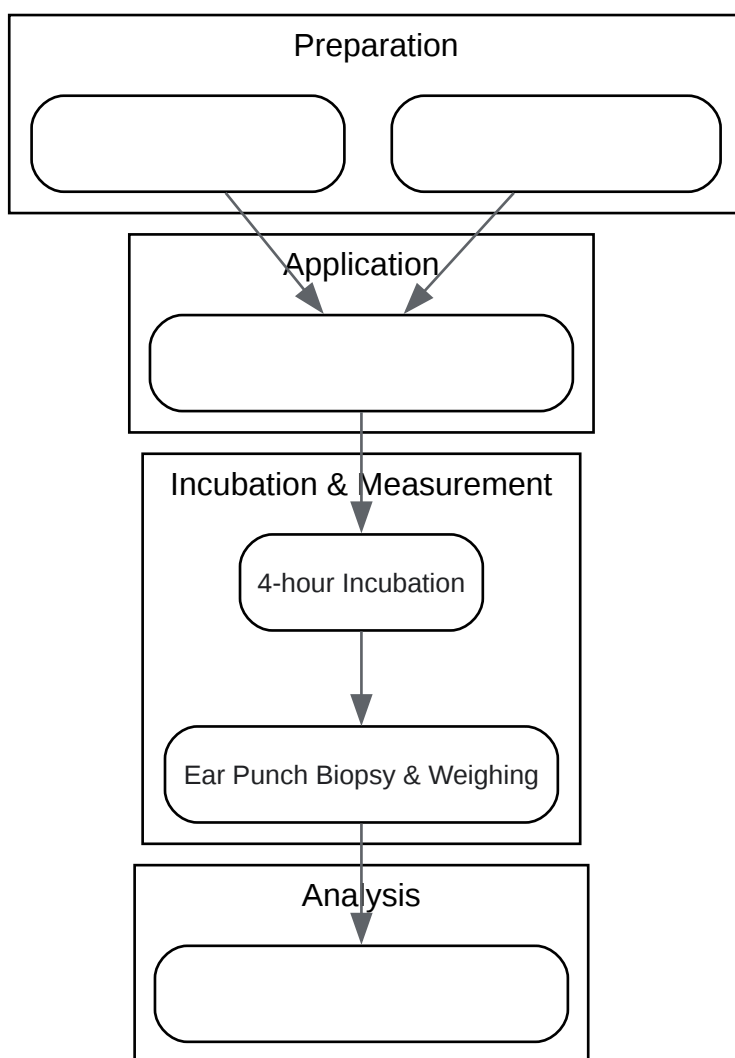 Preparation
Application
Incubation & Measurement
4-hour Incubation
Ear Punch Biopsy & Weighing
Analysis